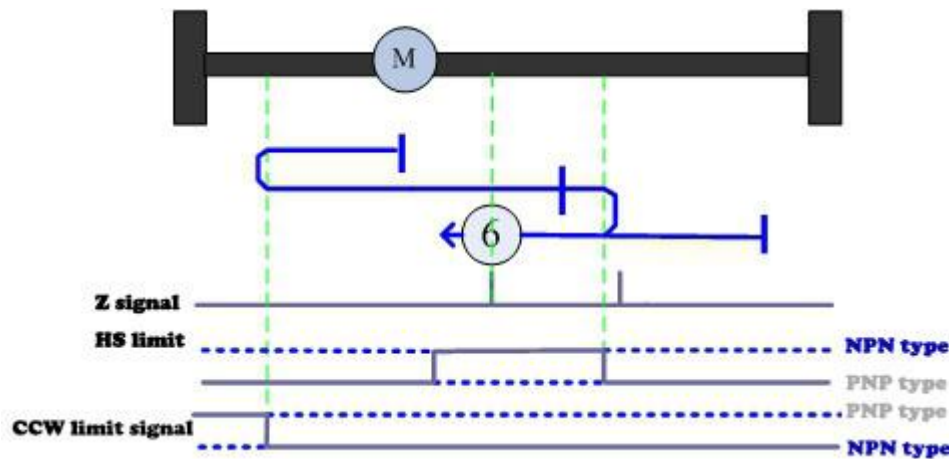 M
6
Z signal
HS limit
NPN type
PNP type
PNP type
CCW limit signal
NPN type